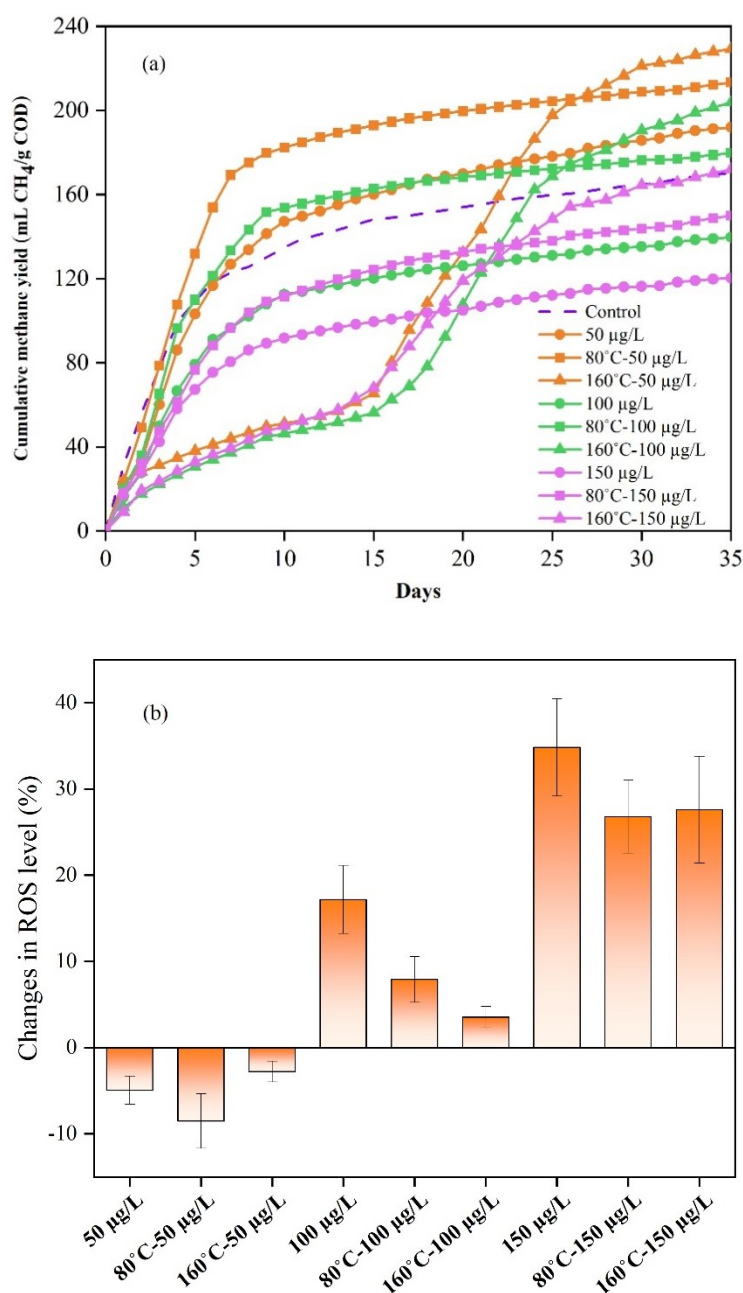 (a)
Cumulative methane yield (mL CH₄/g COD)
240
200
160
120
80
40
0
0 5 10 15 20 25 30 35
Days
Control
50 µg/L
80°C-50 µg/L
160°C-50 µg/L
100 µg/L
80°C-100 µg/L
160°C-100 µg/L
150 µg/L
80°C-150 µg/L
160°C-150 µg/L
(b)
Changes in ROS level (%)
40
30
20
10
0
-10
50 µg/L
80°C-50 µg/L
160°C-50 µg/L
100 µg/L
80°C-100 µg/L
160°C-100 µg/L
150 µg/L
80°C-150 µg/L
160°C-150 µg/L